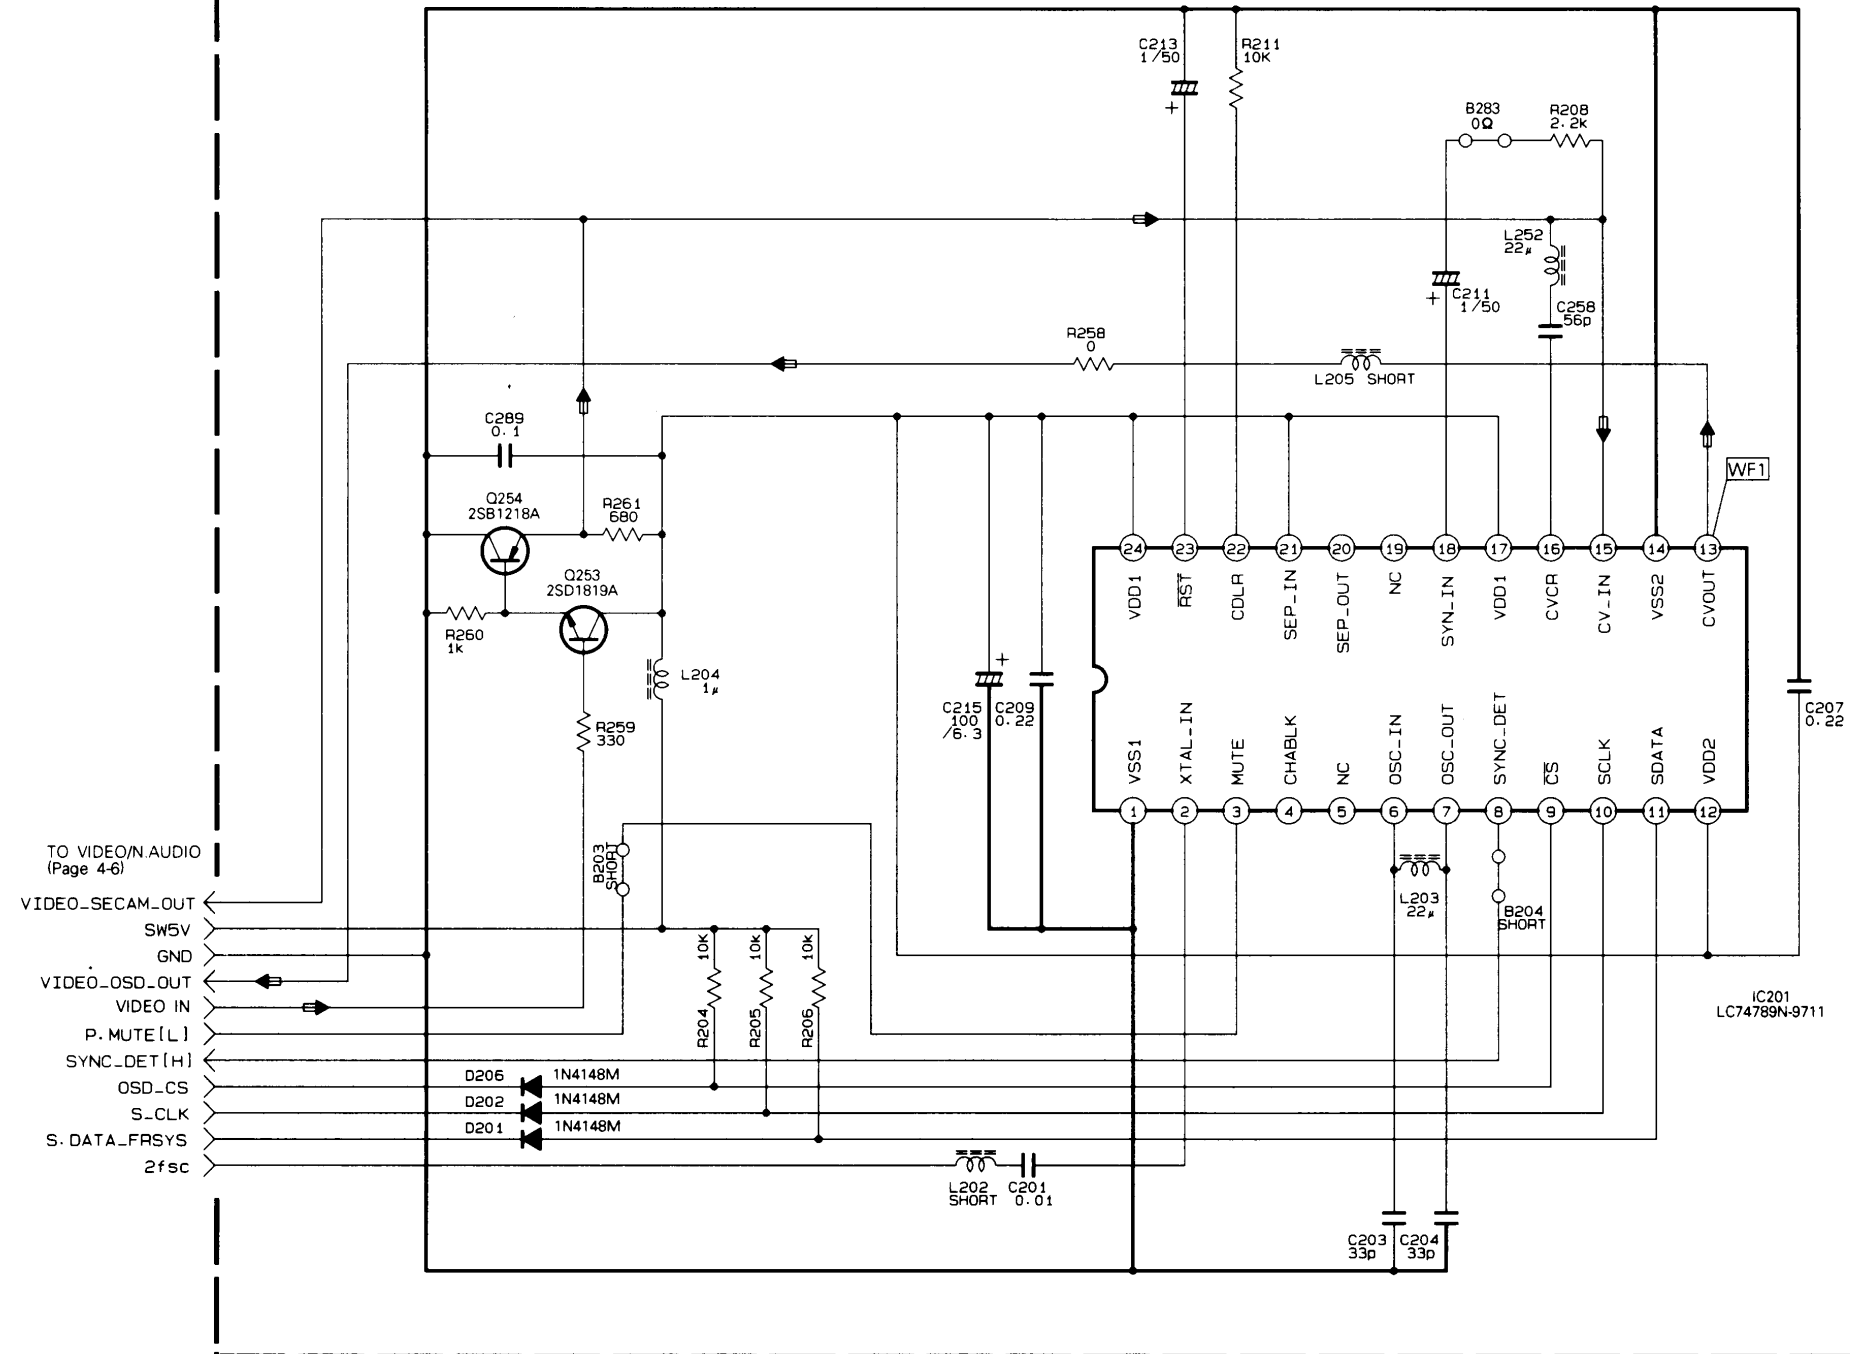 C213
1/50
R211
10K
B283
0Ω
R208
2.2K
L252
22μ
C211
1/50
C258
56p
R258
0
L205 SHORT
C289
0.1
WF1
Q254
2SB1218A
R261
680
Q253
2SD1819A
R260
1k
L204
1μ
R259
330
24
23
22
21
20
19
18
17
16
15
14
13
VDD1
RST
CDLR
SEP_IN
SEP_OUT
NC
SYN_IN
VDD1
CVCR
CV_IN
VSS2
CVOUT
+
+
+
C215
100
/6.3
C209
0.22
C207
0.22
VSS1
XTAL_IN
MUTE
CHABLK
NC
OSC_IN
OSC_OUT
SYNC_DET
CS
SCLK
SDATA
VDD2
1
2
3
4
5
6
7
8
9
10
11
12
B203
SHORT
L203
22μ
B204
SHORT
TO VIDEO/N.AUDIO
(Page 4-6)
VIDEO_SECAM_OUT
SW5V
GND
VIDEO_OSD_OUT
VIDEO IN
P.MUTE[L]
SYNC_DET[H]
OSD_CS
S_CLK
S.DATA_FRSYS
2fsc
10K
10K
10K
R204
R205
R206
IC201
LC74789N-9711
D206
1N4148M
D202
1N4148M
D201
1N4148M
L202
SHORT
C201
0.01
C203
33p
C204
33p